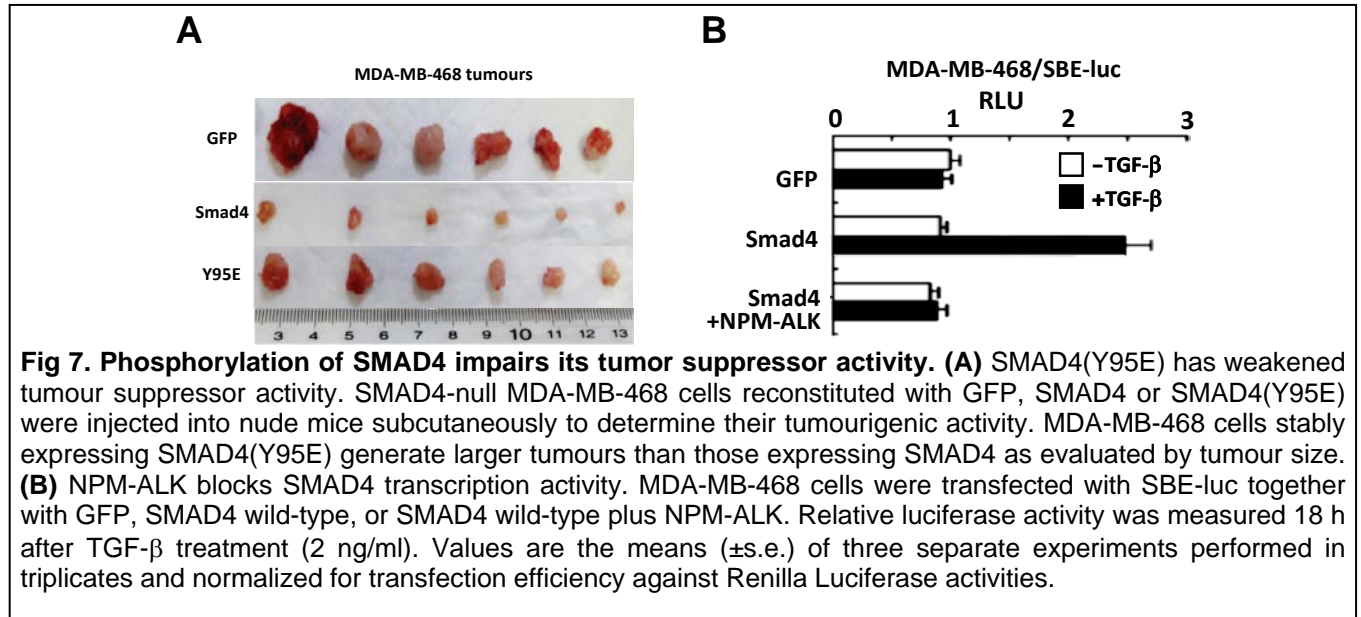 A
MDA-MB-468 tumours
GFP
Smad4
Y95E
3 4 5 6 7 8 9 10 11 12 13
B
MDA-MB-468/SBE-luc
RLU
0 1 2 3
–TGF-β
+TGF-β
GFP
Smad4
Smad4
+NPM-ALK
Fig 7. Phosphorylation of SMAD4 impairs its tumor suppressor activity. (A) SMAD4(Y95E) has weakened
tumour suppressor activity. SMAD4-null MDA-MB-468 cells reconstituted with GFP, SMAD4 or SMAD4(Y95E)
were injected into nude mice subcutaneously to determine their tumourigenic activity. MDA-MB-468 cells stably
expressing SMAD4(Y95E) generate larger tumours than those expressing SMAD4 as evaluated by tumour size.
(B) NPM-ALK blocks SMAD4 transcription activity. MDA-MB-468 cells were transfected with SBE-luc together
with GFP, SMAD4 wild-type, or SMAD4 wild-type plus NPM-ALK. Relative luciferase activity was measured 18 h
after TGF-β treatment (2 ng/ml). Values are the means (±s.e.) of three separate experiments performed in
triplicates and normalized for transfection efficiency against Renilla Luciferase activities.